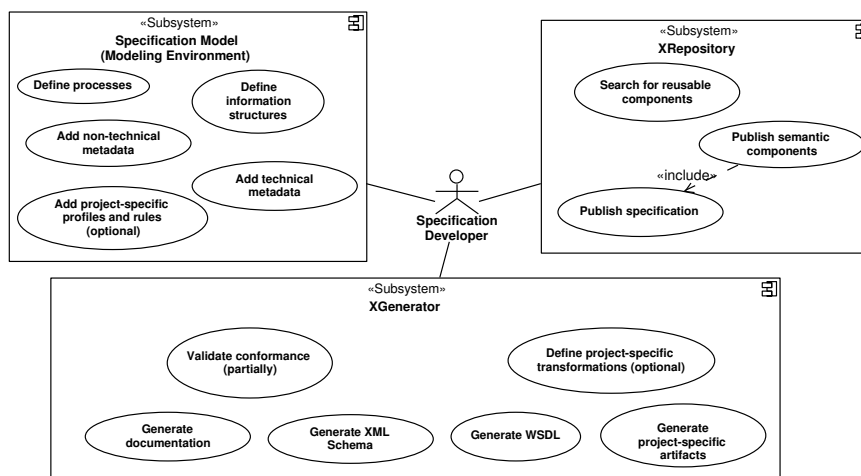 «Subsystem»
Specification Model
(Modeling Environment)
Define processes
Define
information
structures
Add non-technical
metadata
Add technical
metadata
Add project-specific
profiles and rules
(optional)
Specification
Developer
«Subsystem»
XRepository
Search for reusable
components
Publish semantic
components
«include»
Publish specification
«Subsystem»
XGenerator
Validate conformance
(partially)
Define project-specific
transformations (optional)
Generate
documentation
Generate XML
Schema
Generate WSDL
Generate
project-specific
artifacts